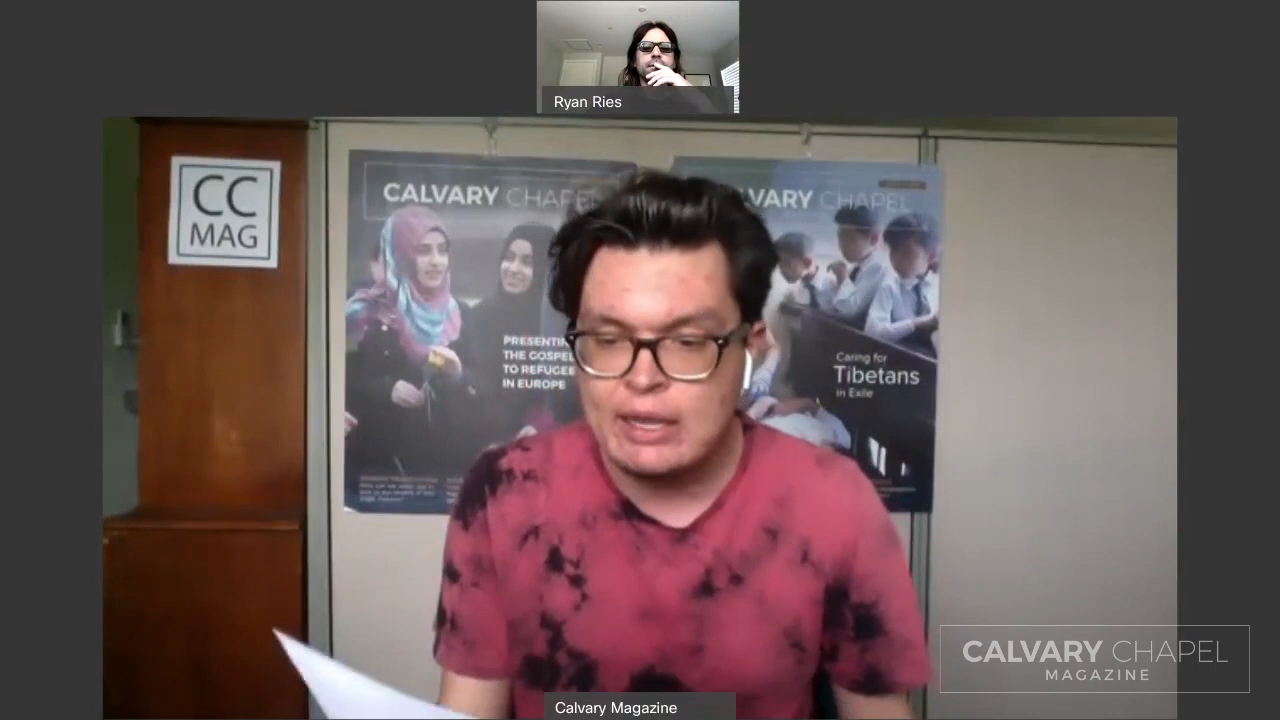 Ryan Ries
CC
MAG
CALVARY CHAPEL
VARY CHAPEL
PRESENTIN
THE GOSPEL
TO REFUGEE
IN EUROPE
Caring for
Tibetans
in Exile
CALVARY CHAPEL
MAGAZINE
Calvary Magazine